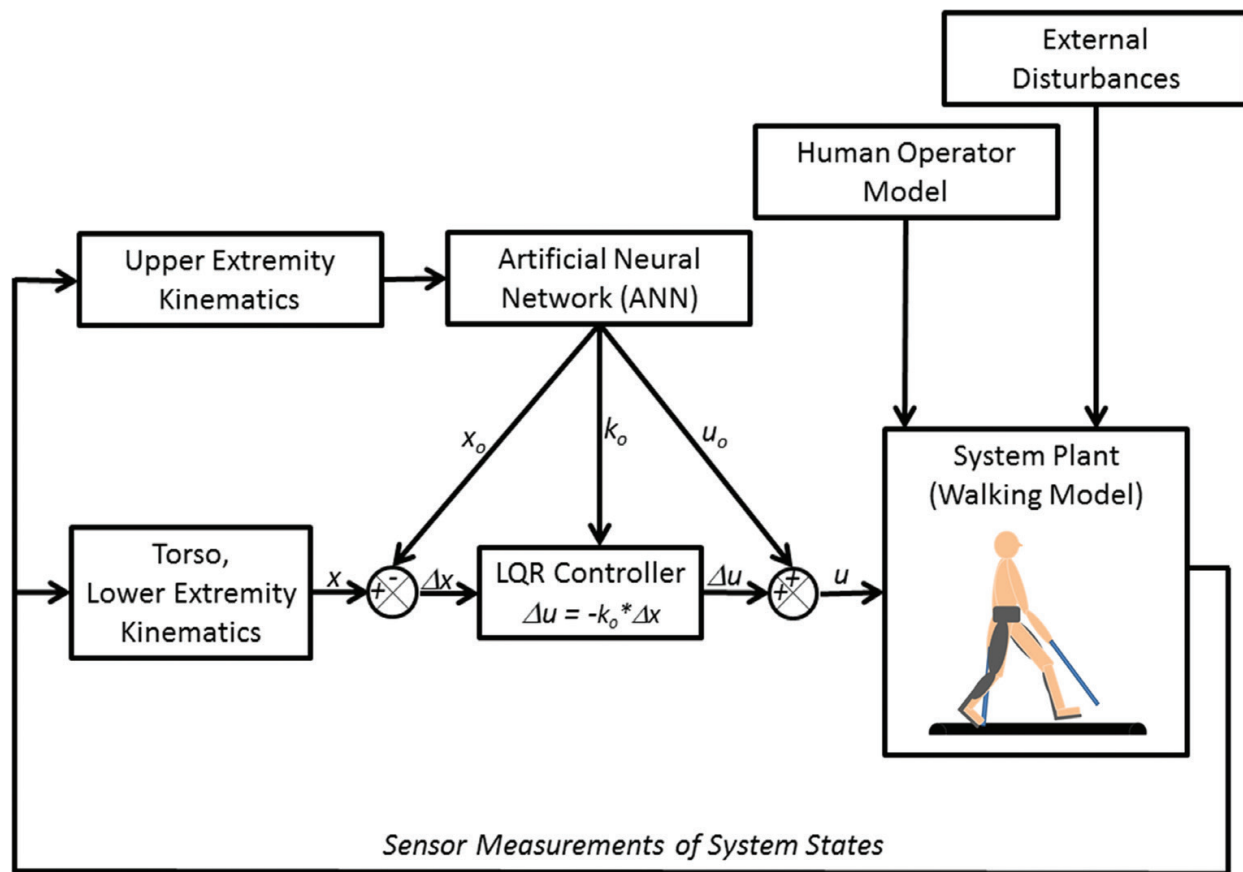 External
Disturbances
Human Operator
Model
Upper Extremity
Kinematics
Artificial Neural
Network (ANN)
xₒ
kₒ
uₒ
System Plant
(Walking Model)
Torso,
Lower Extremity
Kinematics
x
+
-
Δx
LQR Controller
Δu = -kₒ*Δx
Δu
+
+
u
Sensor Measurements of System States